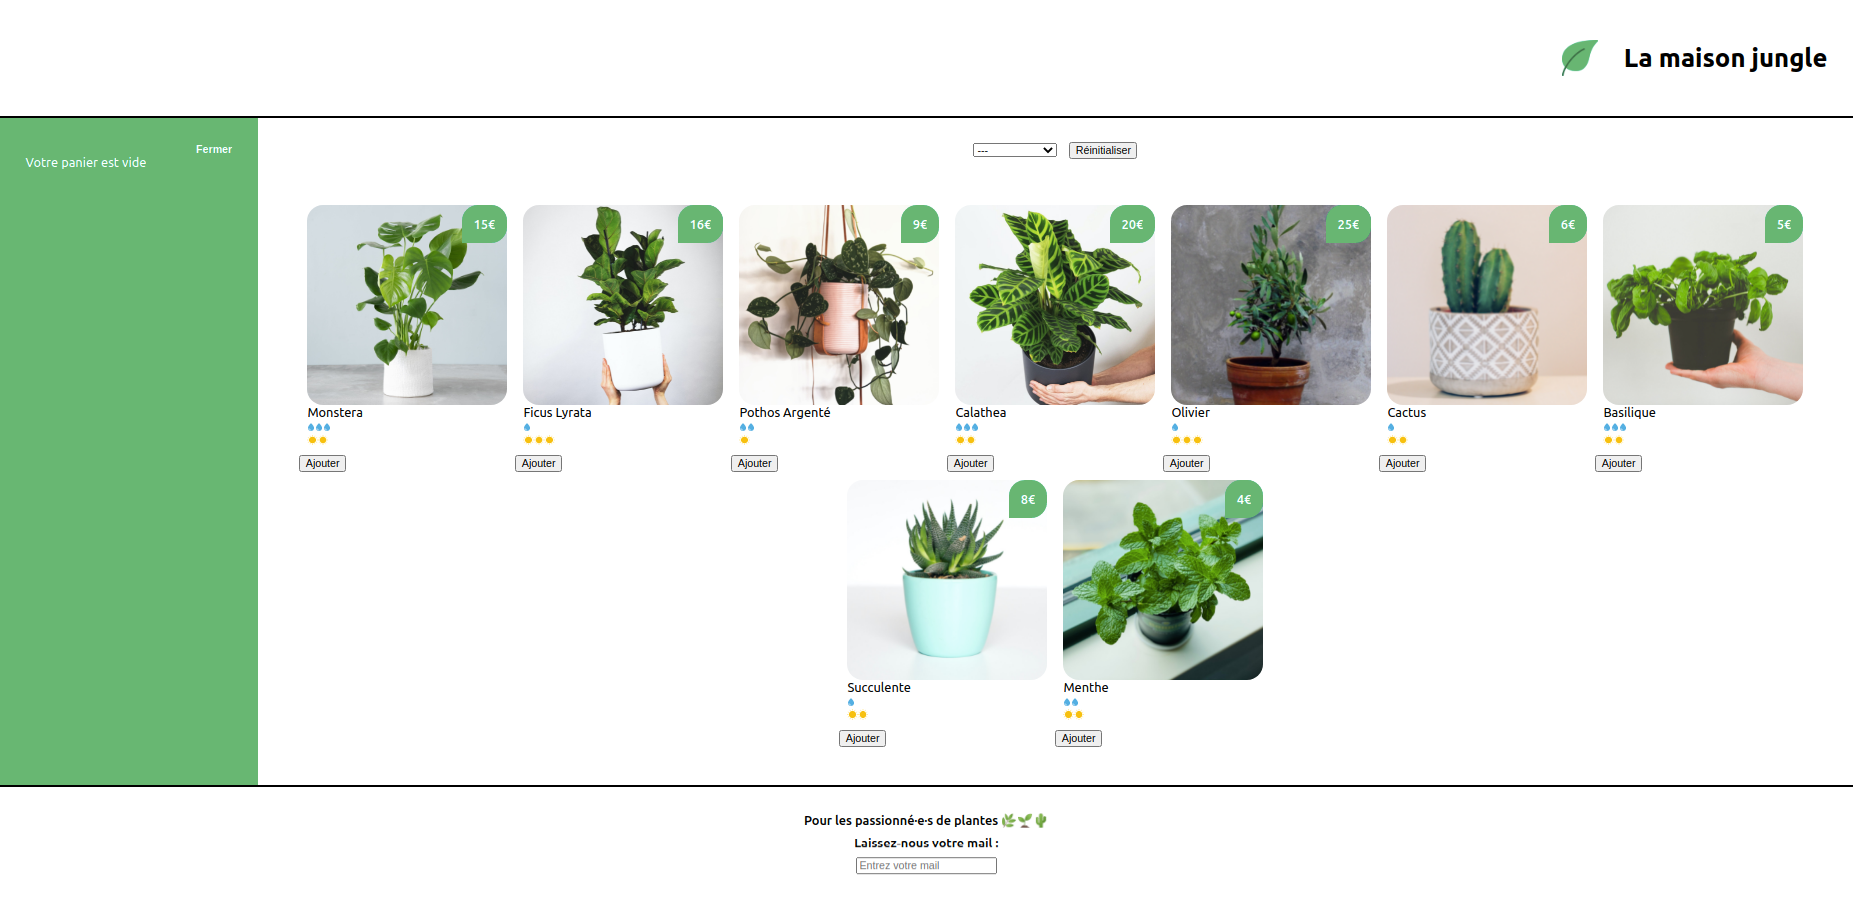 La maison jungle
Fermer
Votre panier est vide
---
Réinitialiser
15€
16€
9€
20€
25€
6€
5€
Monstera
Ficus Lyrata
Pothos Argenté
Calathea
Olivier
Cactus
Basilique
Ajouter
Ajouter
Ajouter
Ajouter
Ajouter
Ajouter
Ajouter
8€
4€
Succulente
Menthe
Ajouter
Ajouter
Pour les passionné·e·s de plantes 🌿🌱🌵
Laissez-nous votre mail :
Entrez votre mail